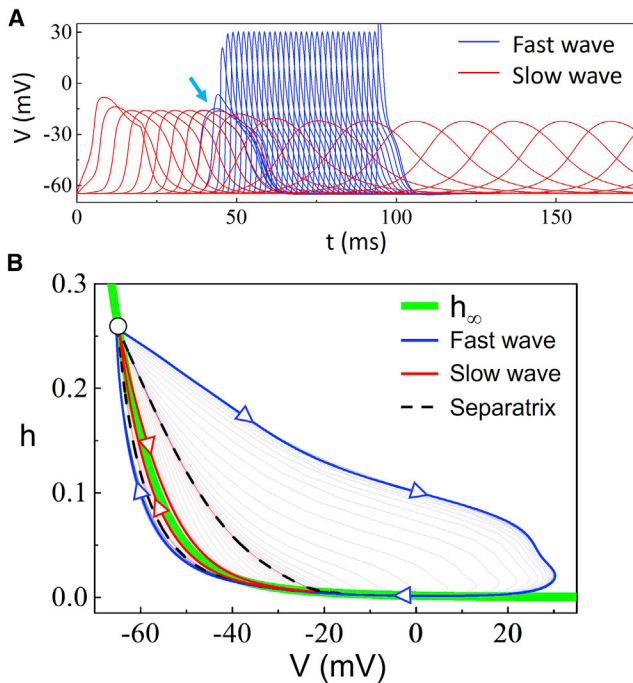 A
V (mV)
30
0
-30
-60
Fast wave
Slow wave
0
50
100
150
t (ms)
B
h
0.3
0.2
0.1
0.0
h∞
Fast wave
Slow wave
Separatrix
-60
-40
-20
0
20
V (mV)